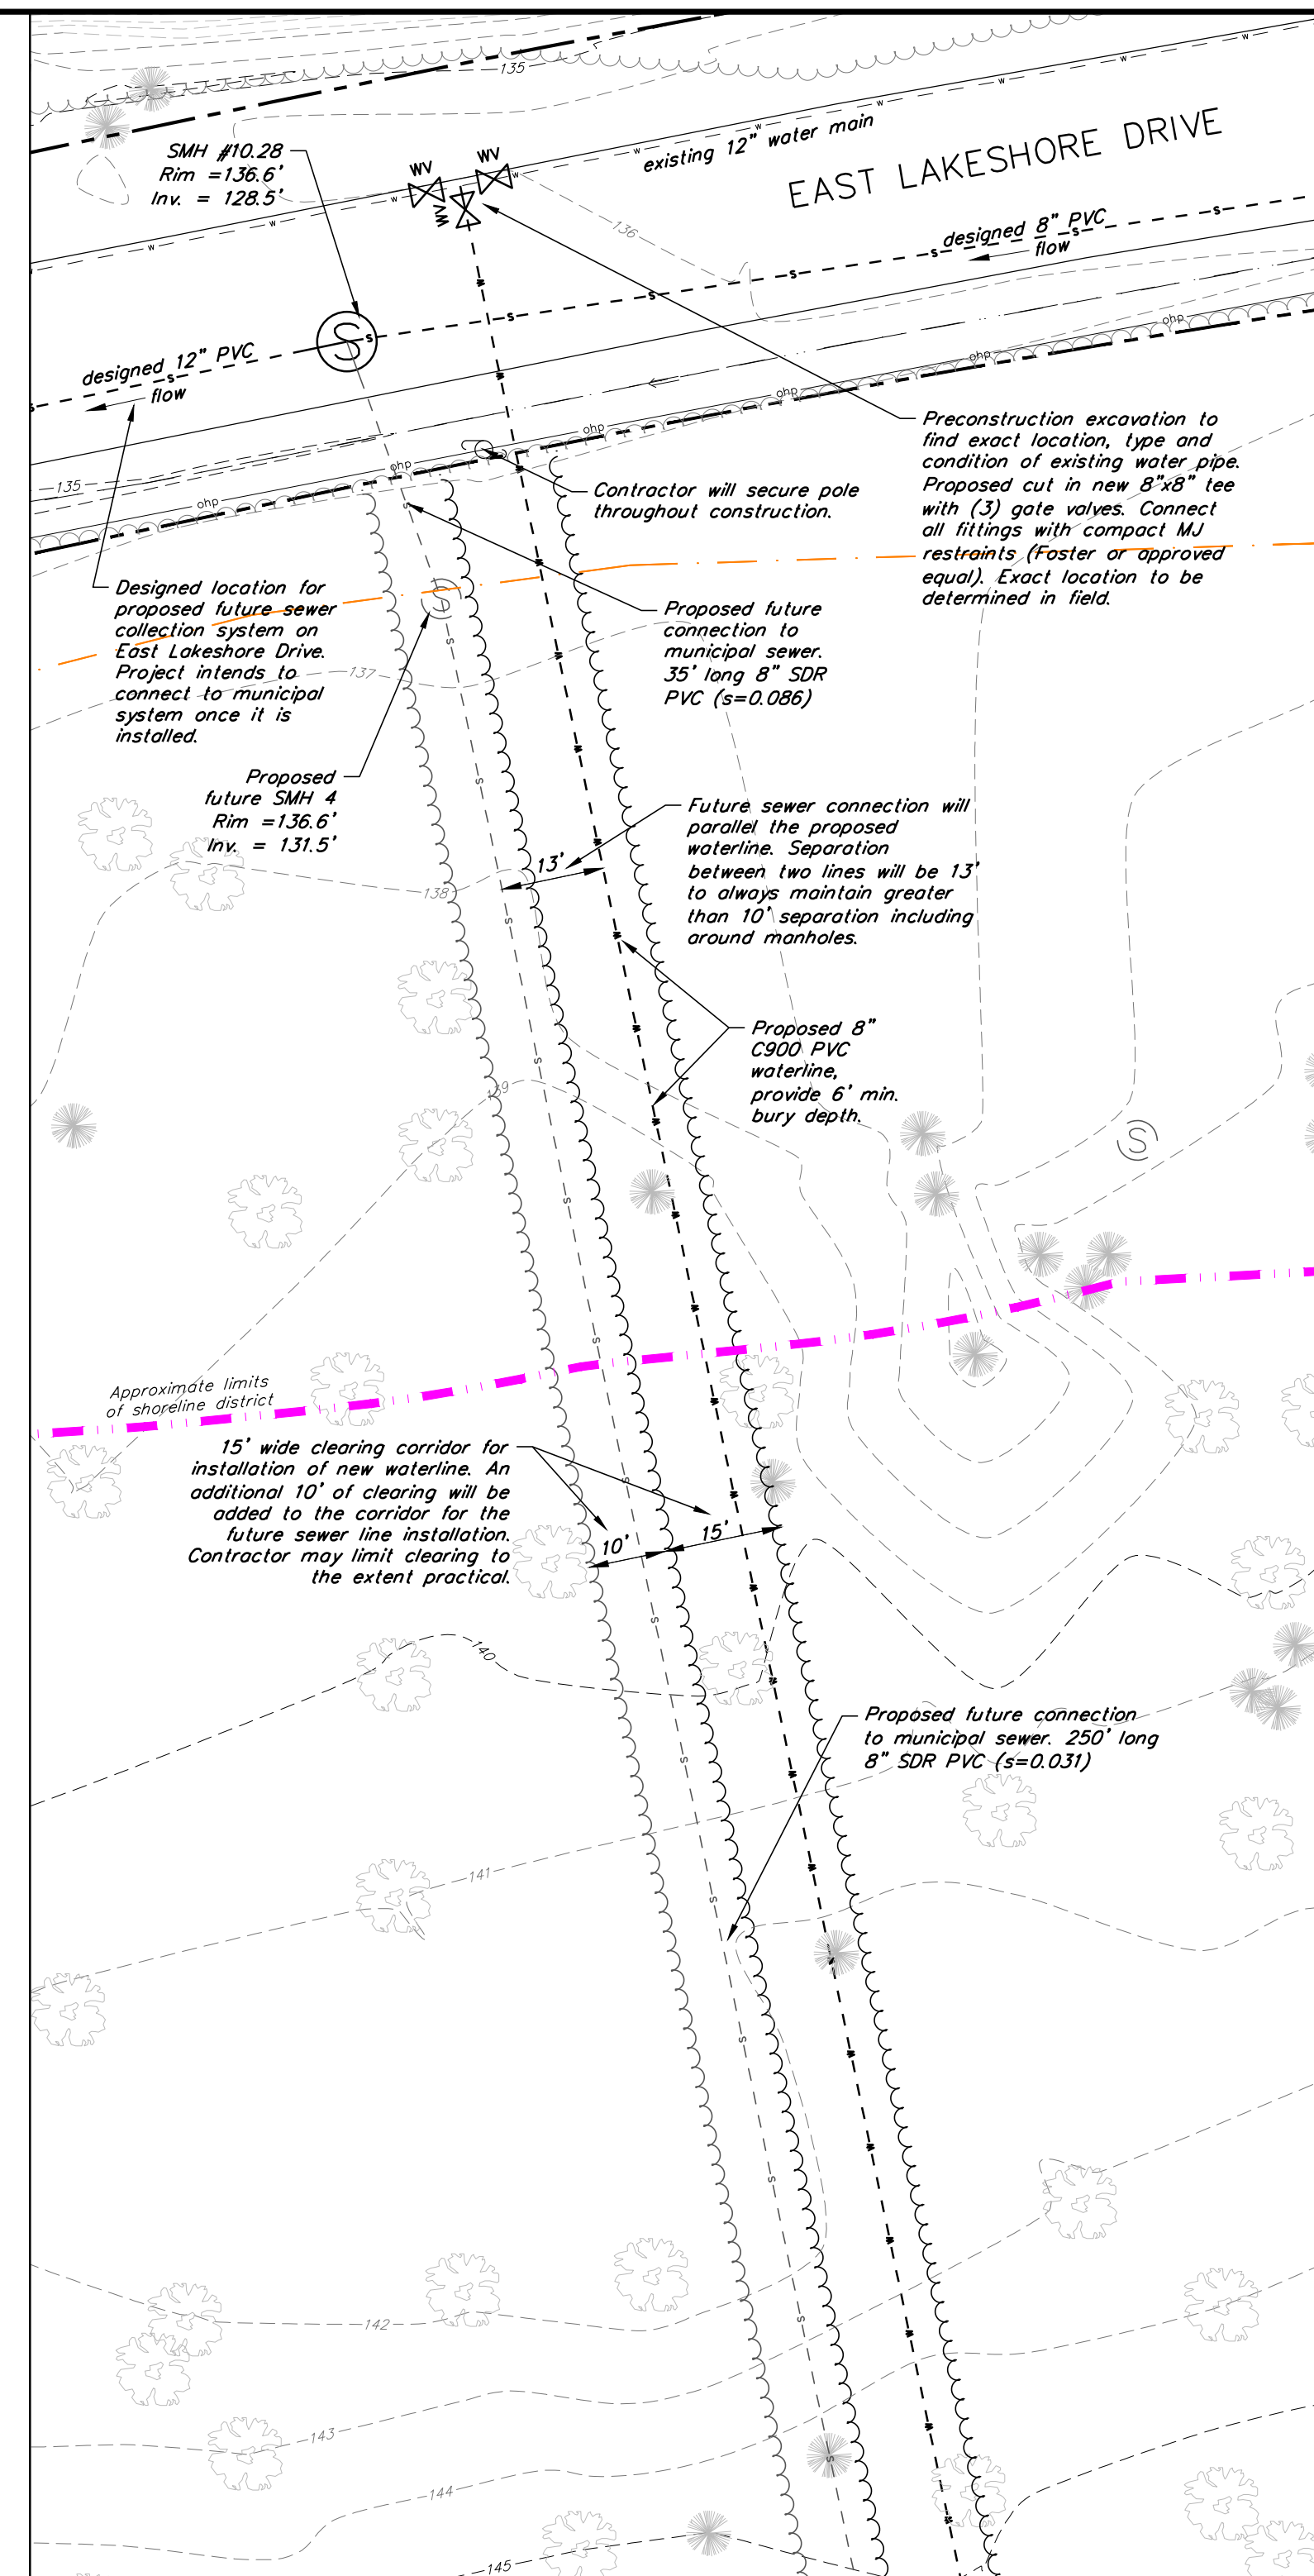 135
SMH #10.28
Rim =136.6'
Inv. = 128.5'
WV
WV
WV
existing 12" water main
EAST LAKESHORE DRIVE
136
designed 8" PVC
flow
designed 12" PVC
flow
ohp
ohp
ohp
ohp
ohp
ohp
135
Preconstruction excavation to
find exact location, type and
condition of existing water pipe.
Proposed cut in new 8"x8" tee
with (3) gate valves. Connect
all fittings with compact MJ
restraints (Foster or approved
equal). Exact location to be
determined in field.
Contractor will secure pole
throughout construction.
Designed location for
proposed future sewer
collection system on
East Lakeshore Drive.
Project intends to
connect to municipal
system once it is
installed.
Proposed future
connection to
municipal sewer.
35' long 8" SDR
PVC (s=0.086)
137
Proposed
future SMH 4
Rim =136.6'
Inv. = 131.5'
Future sewer connection will
parallel the proposed
waterline. Separation
between two lines will be 13'
to always maintain greater
than 10' separation including
around manholes.
13'
138
Proposed 8"
C900 PVC
waterline,
provide 6' min.
bury depth.
139
S
Approximate limits
of shoreline district
15' wide clearing corridor for
installation of new waterline. An
additional 10' of clearing will be
added to the corridor for the
future sewer line installation.
Contractor may limit clearing to
the extent practical.
10'
15'
140
Proposed future connection
to municipal sewer. 250' long
8" SDR PVC (s=0.031)
141
142
143
144
145